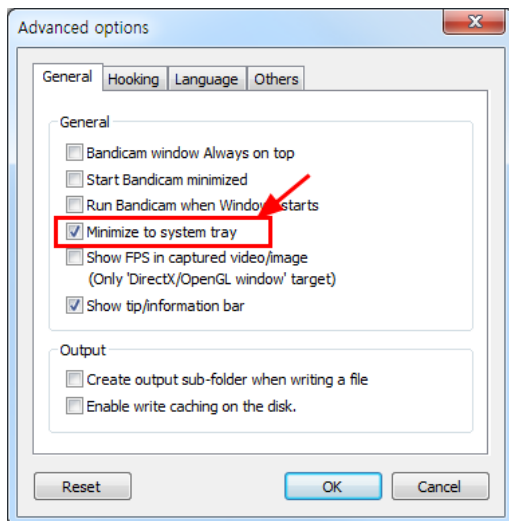 Advanced options
General Hooking Language Others
General
Bandicam window Always on top
Start Bandicam minimized
Run Bandicam when Windows starts
Minimize to system tray
Show FPS in captured video/image
(Only 'DirectX/OpenGL window' target)
Show tip/information bar
Output
Create output sub-folder when writing a file
Enable write caching on the disk.
Reset OK Cancel